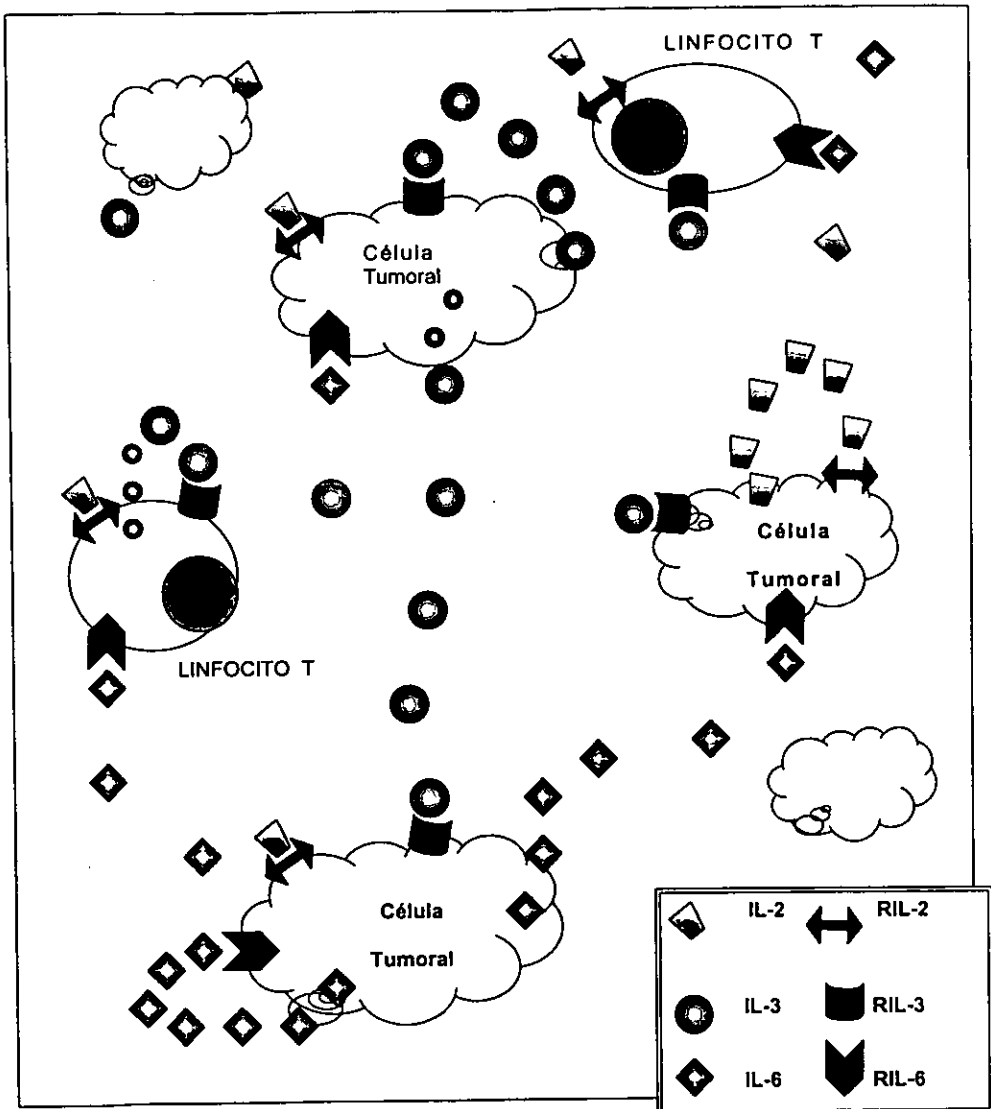 LINFOCITO T
Célula
Tumoral
Célula
Tumoral
LINFOCITO T
Célula
Tumoral
IL-2 RIL-2
IL-3 RIL-3
IL-6 RIL-6